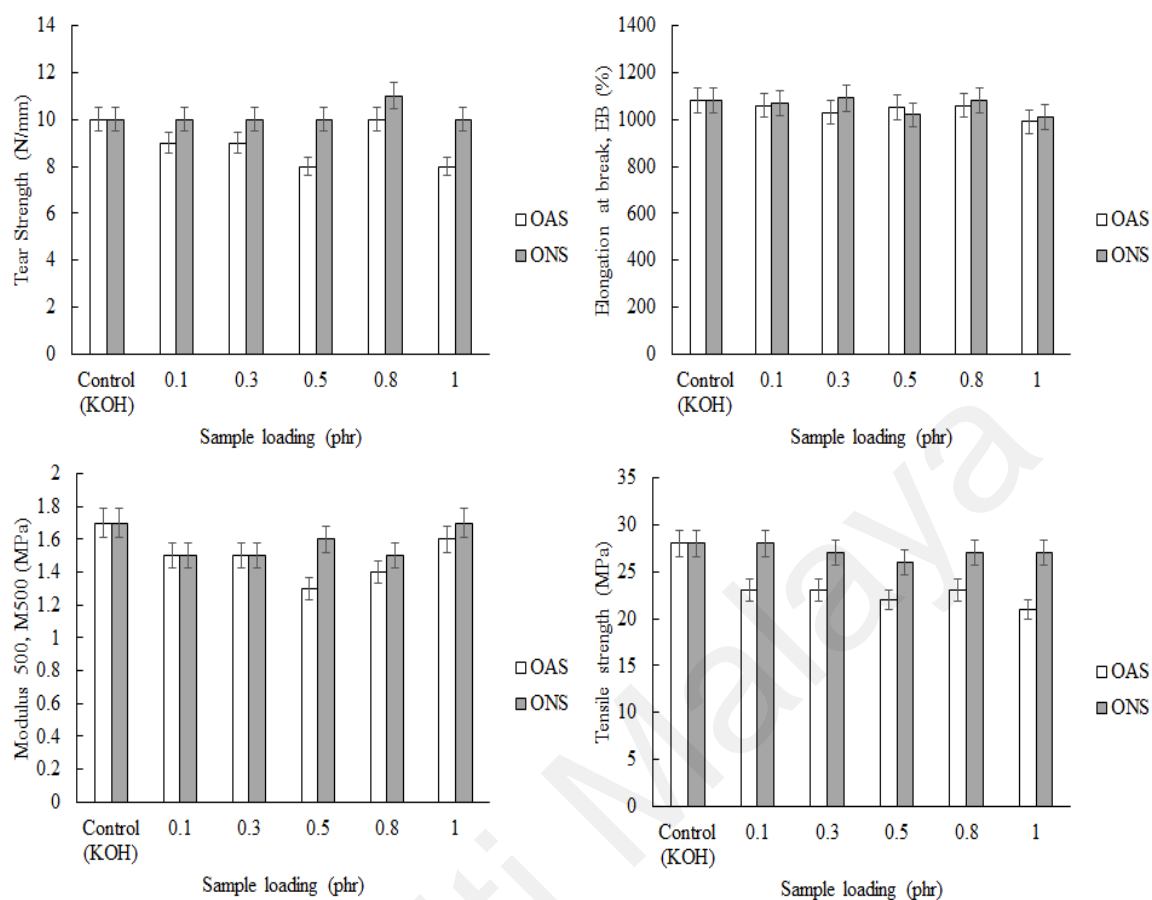 Tear Strength (N/mm)
14
12
10
8
6
4
2
0
Control
(KOH)
0.1
0.3
0.5
0.8
1
Sample loading (phr)
OAS
ONS
Elongation at break, EB (%)
1400
1200
1000
800
600
400
200
0
Control
(KOH)
0.1
0.3
0.5
0.8
1
Sample loading (phr)
OAS
ONS
Modulus 500, M500 (MPa)
2
1.8
1.6
1.4
1.2
1
0.8
0.6
0.4
0.2
0
Control
(KOH)
0.1
0.3
0.5
0.8
1
Sample loading (phr)
OAS
ONS
Tensile strength (MPa)
35
30
25
20
15
10
5
0
Control
(KOH)
0.1
0.3
0.5
0.8
1
Sample loading (phr)
OAS
ONS
iti Malaya